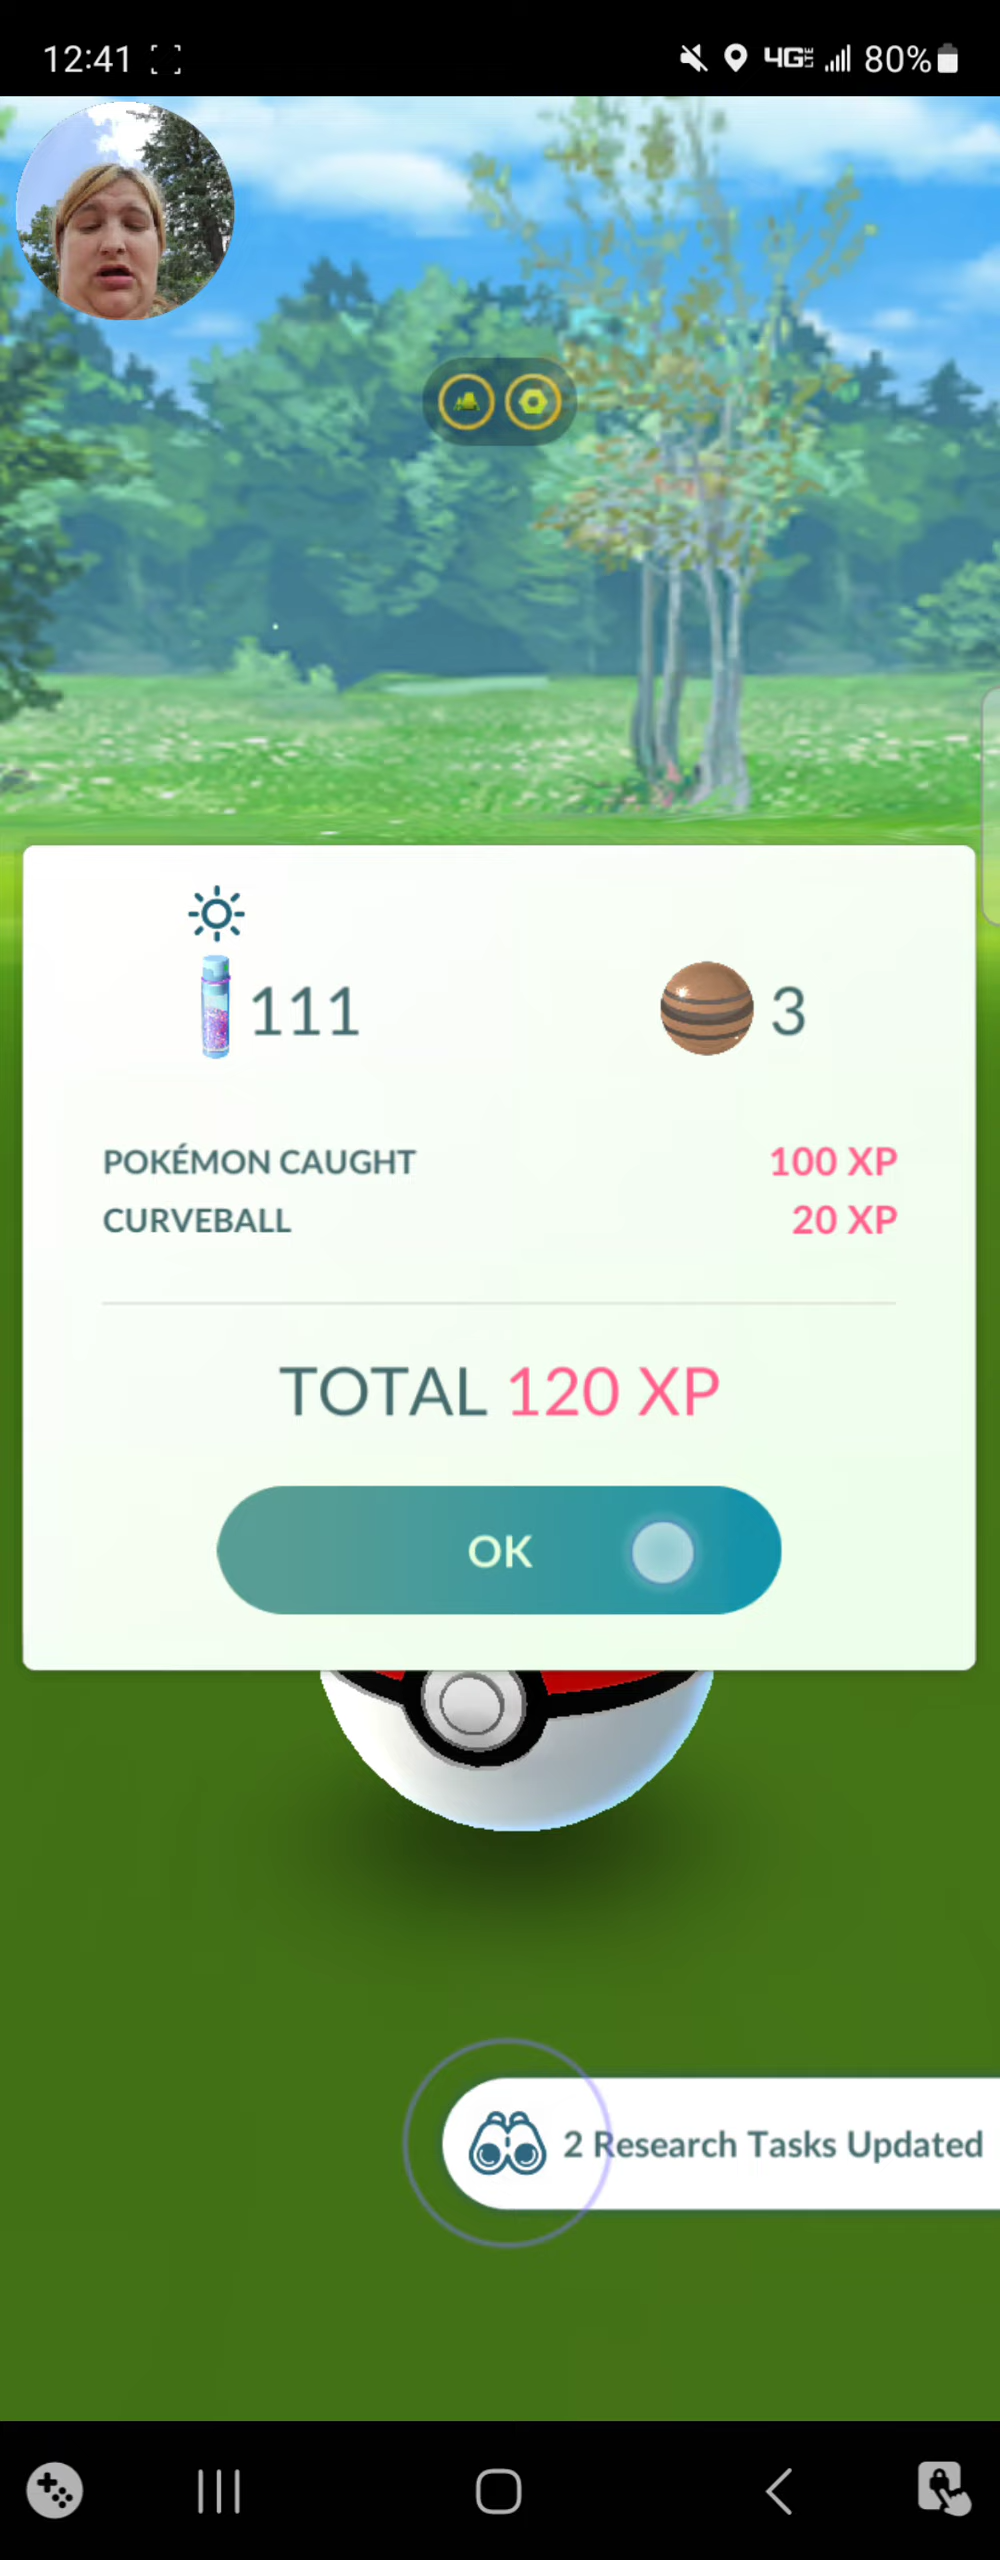 12:41 4G LTE 80%
111 3
POKÉMON CAUGHT 100 XP
CURVEBALL 20 XP
TOTAL 120 XP
OK
2 Research Tasks Updated